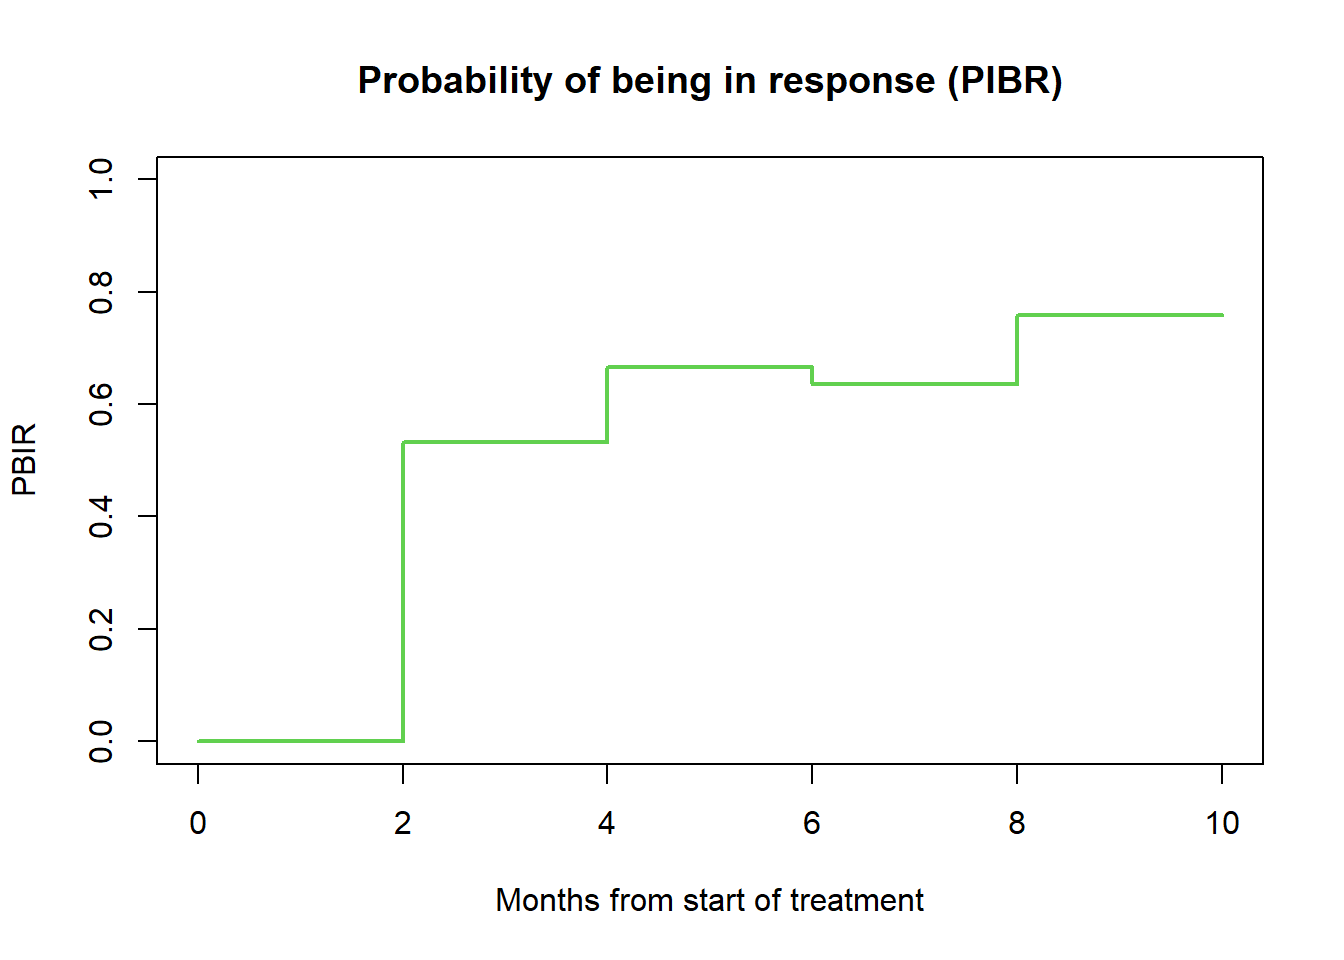 Probability of being in response (PIBR)
1.0
0.8
0.6
0.4
0.2
0.0
PBIR
0 2 4 6 8 10
Months from start of treatment